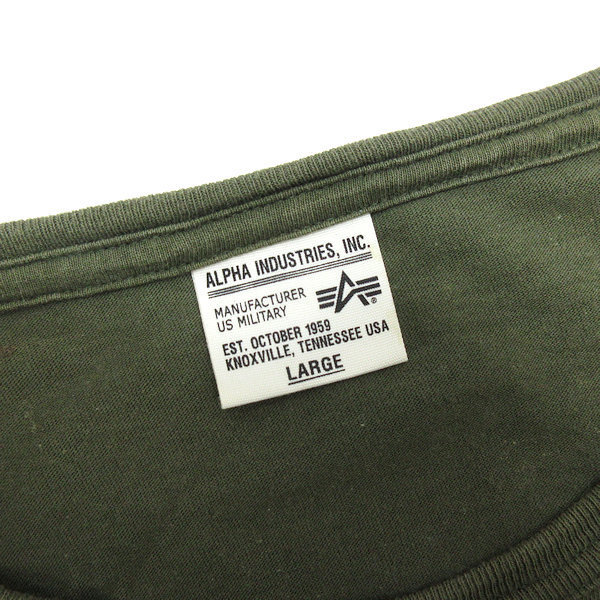 ALPHA INDUSTRIES, INC.
MANUFACTURER
US MILITARY
®
EST. OCTOBER 1959
KNOXVILLE, TENNESSEE USA
LARGE